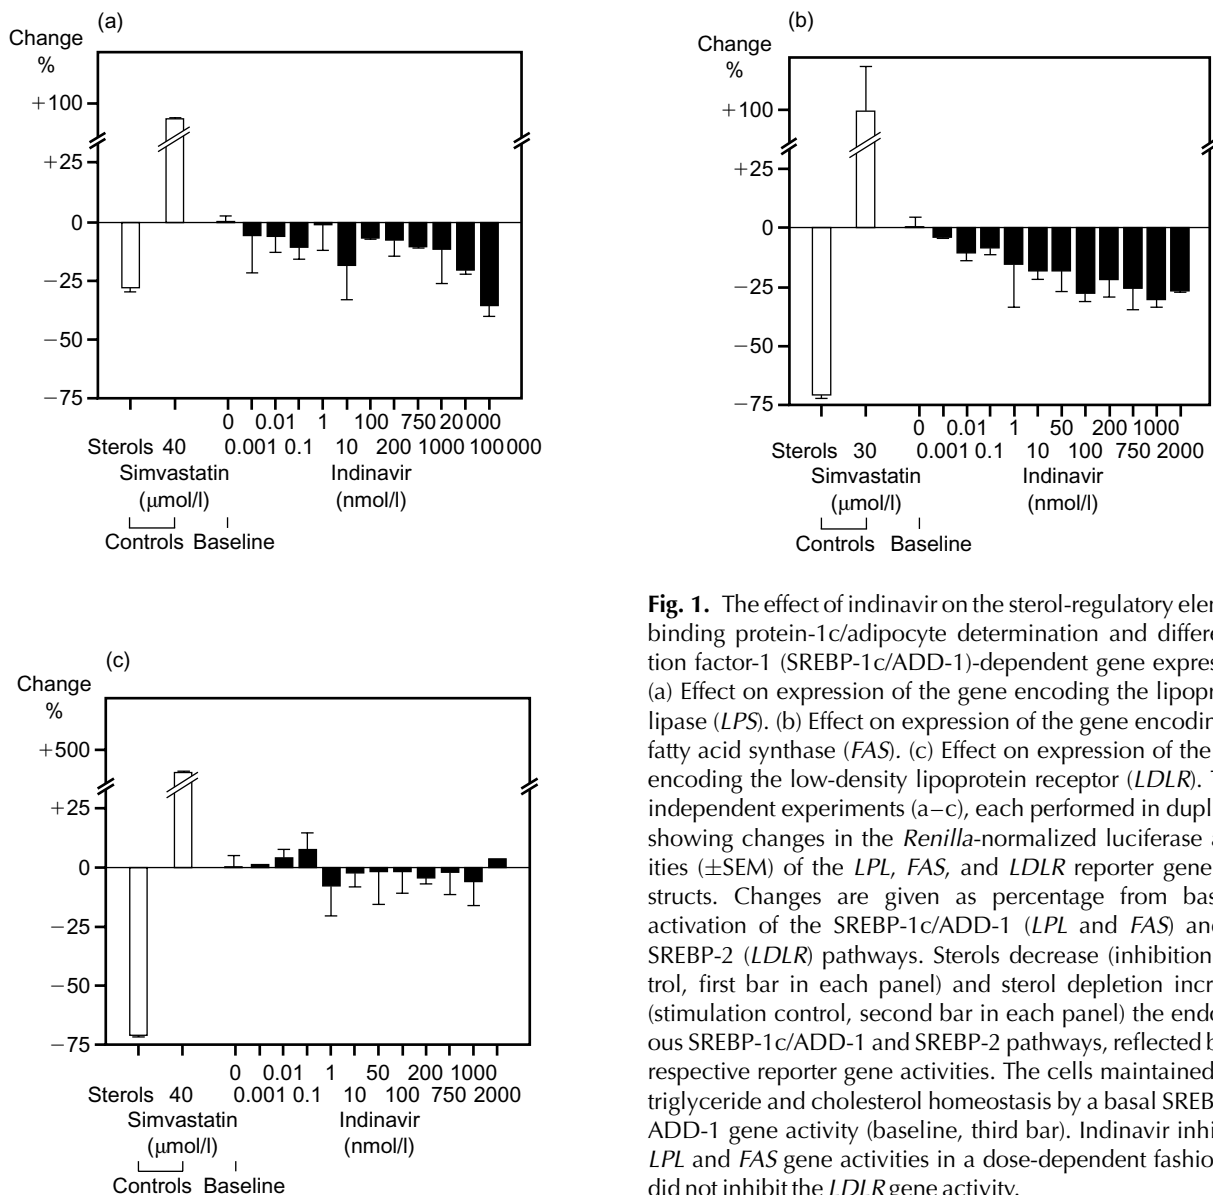 (a)
Change
%
+100
+25
0
−25
−50
−75
0 0.01 1 100 750 20 000
Sterols 40 0.001 0.1 10 200 1000 100 000
Simvastatin Indinavir
(μmol/l) (nmol/l)
Controls Baseline
(b)
Change
%
+100
+25
0
−25
−50
−75
0 0.01 1 50 200 1000
Sterols 30 0.001 0.1 10 100 750 2000
Simvastatin Indinavir
(μmol/l) (nmol/l)
Controls Baseline
(c)
Change
%
+500
+25
0
−25
−50
−75
0 0.01 1 50 200 1000
Sterols 40 0.001 0.1 10 100 750 2000
Simvastatin Indinavir
(μmol/l) (nmol/l)
Controls Baseline
Fig. 1. The effect of indinavir on the sterol-regulatory elem
binding protein-1c/adipocyte determination and differe
tion factor-1 (SREBP-1c/ADD-1)-dependent gene expres
(a) Effect on expression of the gene encoding the lipopr
lipase (LPS). (b) Effect on expression of the gene encodin
fatty acid synthase (FAS). (c) Effect on expression of the
encoding the low-density lipoprotein receptor (LDLR).
independent experiments (a–c), each performed in dupl
showing changes in the Renilla-normalized luciferase a
ities (±SEM) of the LPL, FAS, and LDLR reporter gene
structs. Changes are given as percentage from bas
activation of the SREBP-1c/ADD-1 (LPL and FAS) and
SREBP-2 (LDLR) pathways. Sterols decrease (inhibition
trol, first bar in each panel) and sterol depletion incr
(stimulation control, second bar in each panel) the endo
ous SREBP-1c/ADD-1 and SREBP-2 pathways, reflected b
respective reporter gene activities. The cells maintained
triglyceride and cholesterol homeostasis by a basal SREB
ADD-1 gene activity (baseline, third bar). Indinavir inhi
LPL and FAS gene activities in a dose-dependent fashion
did not inhibit the LDLR gene activity.